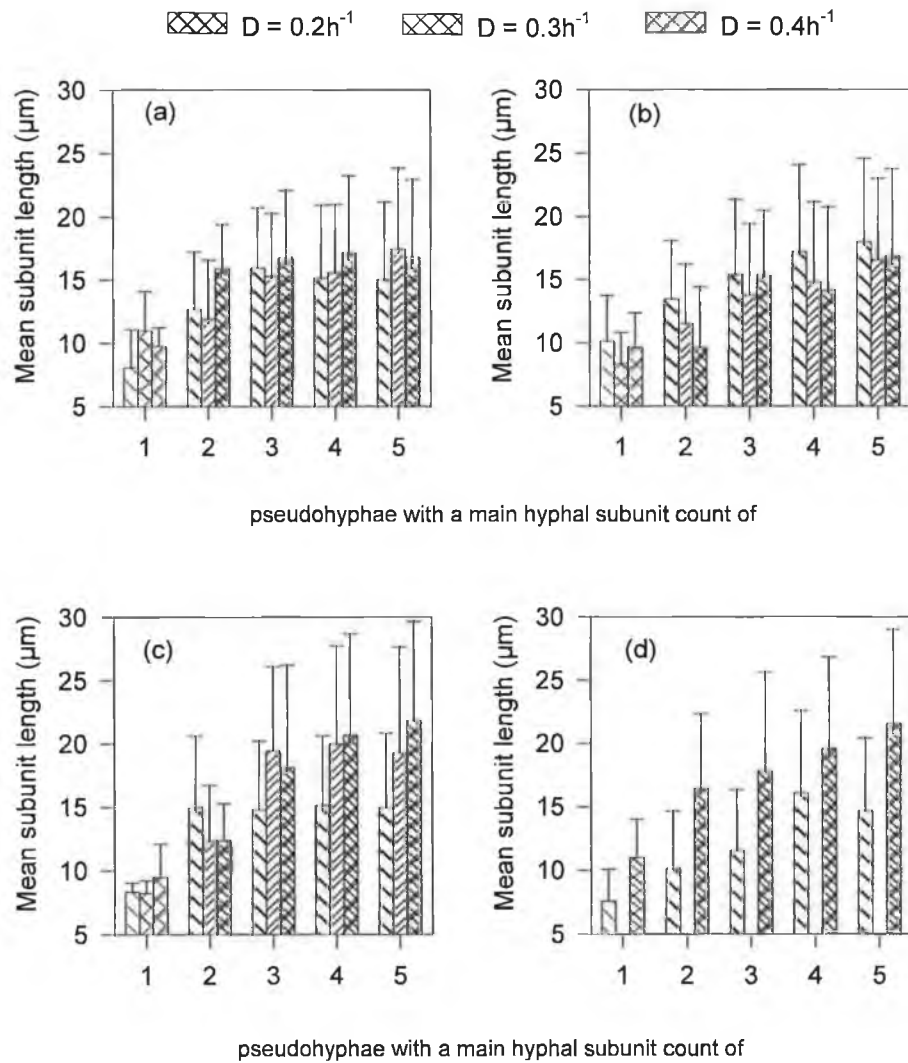 D = 0.2h⁻¹ D = 0.3h⁻¹ D = 0.4h⁻¹
(a)
Mean subunit length (µm)
30
25
20
15
10
5
1 2 3 4 5
(b)
Mean subunit length (µm)
30
25
20
15
10
5
1 2 3 4 5
pseudohyphae with a main hyphal subunit count of
(c)
Mean subunit length (µm)
30
25
20
15
10
5
1 2 3 4 5
(d)
Mean subunit length (µm)
30
25
20
15
10
5
1 2 3 4 5
pseudohyphae with a main hyphal subunit count of